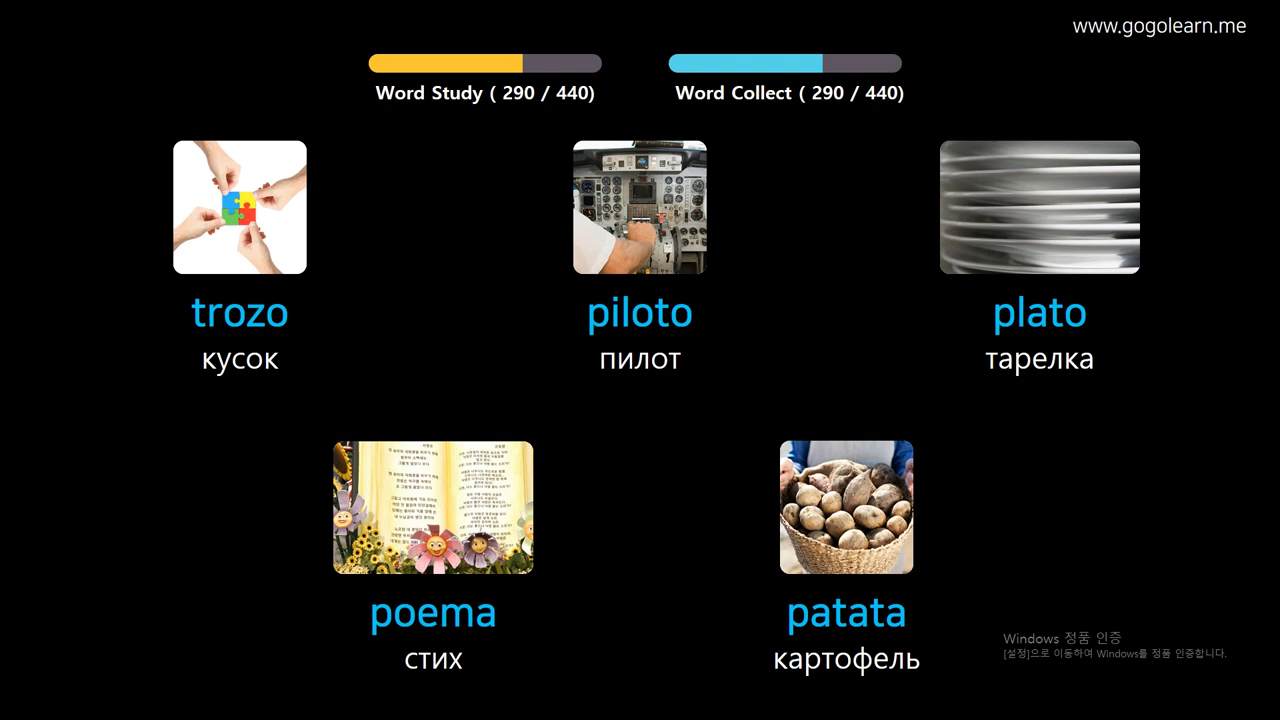 www.gogolearn.me
Word Study ( 290 / 440)
Word Collect ( 290 / 440)
trozo
кусок
piloto
пилот
plato
тарелка
poema
стих
patata
картофель
Windows 정품 인증
[설정]으로 이동하여 Windows를 정품 인증합니다.